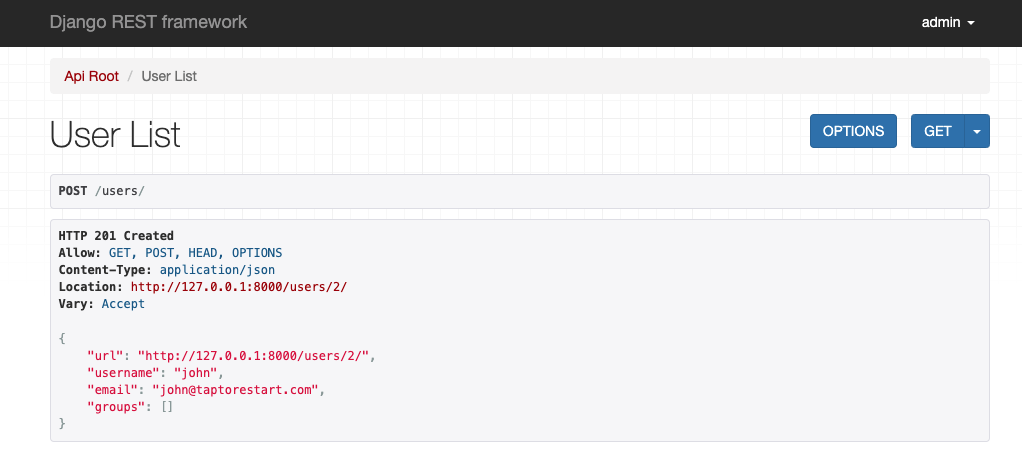 Django REST framework
admin
Api Root / User List
User List
OPTIONS
GET
POST /users/
HTTP 201 Created
Allow: GET, POST, HEAD, OPTIONS
Content-Type: application/json
Location: http://127.0.0.1:8000/users/2/
Vary: Accept
{
    "url": "http://127.0.0.1:8000/users/2/",
    "username": "john",
    "email": "john@taptorestart.com",
    "groups": []
}